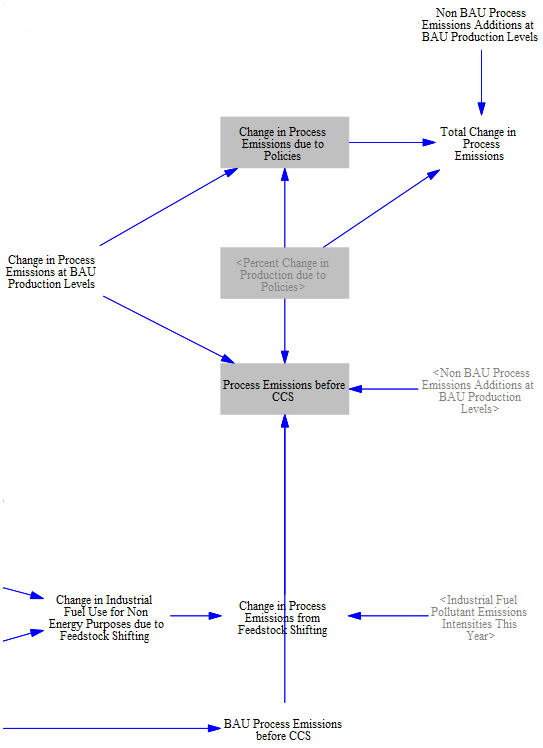 Non BAU Process
Emissions Additions at
BAU Production Levels
Change in Process
Emissions due to
Policies
Total Change in
Process
Emissions
Change in Process
Emissions at BAU
Production Levels
<Percent Change in
Production due to
Policies>
Process Emissions before
CCS
<Non BAU Process
Emissions Additions at
BAU Production
Levels>
Change in Industrial
Fuel Use for Non
Energy Purposes due to
Feedstock Shifting
Change in Process
Emissions from
Feedstock Shifting
<Industrial Fuel
Pollutant Emissions
Intensities This
Year>
BAU Process Emissions
before CCS